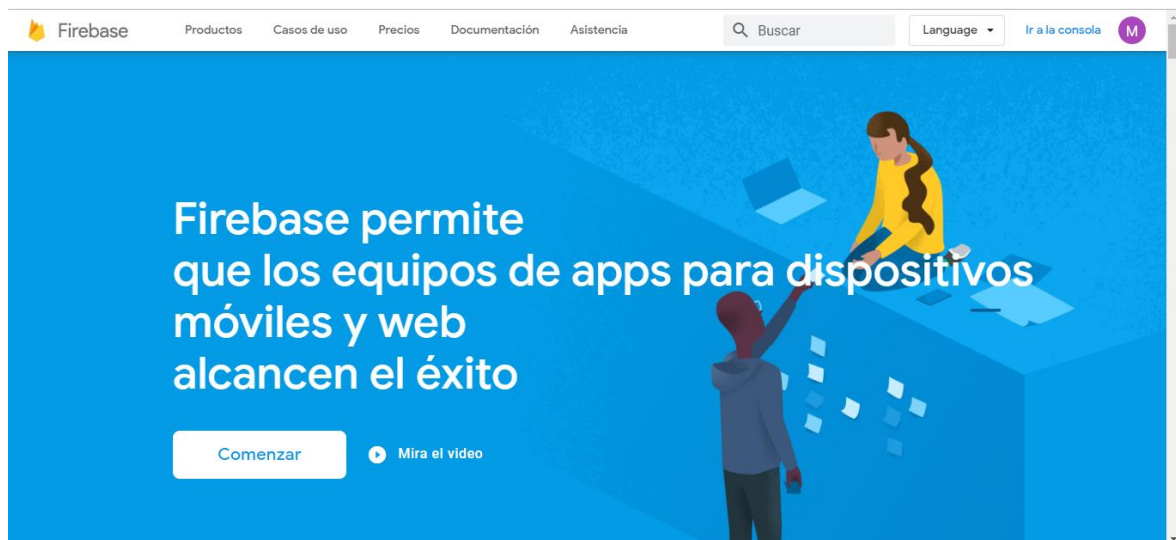 Firebase Productos Casos de uso Precios Documentación Asistencia Buscar Language Ir a la consola M
Firebase permite
que los equipos de apps para dispositivos
móviles y web
alcancen el éxito
Comenzar Mira el video